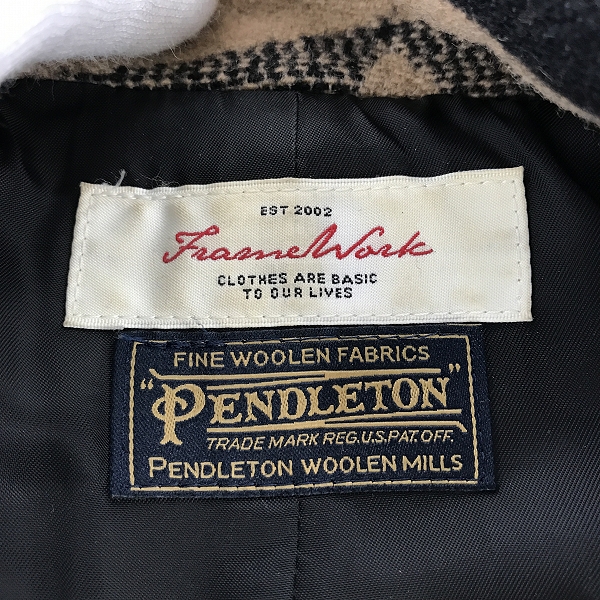 EST 2002
FrameWork
CLOTHES ARE BASIC
TO OUR LIVES
FINE WOOLEN FABRICS
"PENDLETON"
TRADE MARK REG.U.S.PAT.OFF.
PENDLETON WOOLEN MILLS